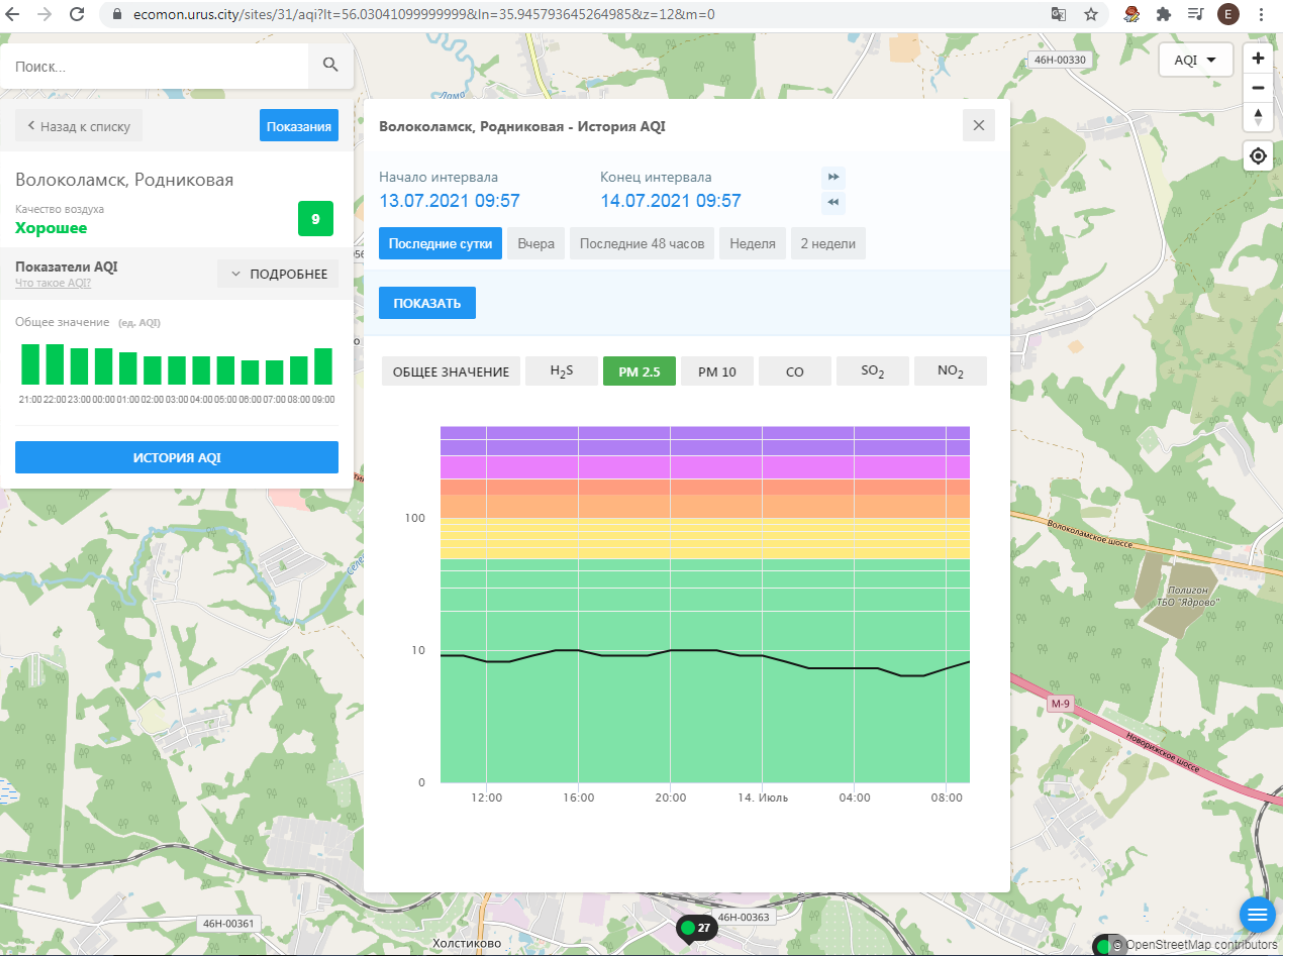 ecomon.urus.city/sites/31/aqi?lt=56.03041099999999&ln=35.945793645264985&z=12&m=0
E
Поиск...
46Н-00330
AQI
Назад к списку
Показания
Волоколамск, Родниковая
Качество воздуха
Хорошее
9
Показатели AQI
Что такое AQI?
ПОДРОБНЕЕ
Общее значение (ед. AQI)
21:00 22:00 23:00 00:00 01:00 02:00 03:00 04:00 05:00 06:00 07:00 08:00 09:00
ИСТОРИЯ AQI
Волоколамск, Родниковая - История AQI
Начало интервала
Конец интервала
13.07.2021 09:57
14.07.2021 09:57
Последние сутки
Вчера
Последние 48 часов
Неделя
2 недели
ПОКАЗАТЬ
ОБЩЕЕ ЗНАЧЕНИЕ
H2S
PM 2.5
PM 10
CO
SO2
NO2
100
10
0
12:00
16:00
20:00
14. Июль
04:00
08:00
Волоколамское шоссе
Полигон
ТБО "Ядрово"
М-9
Новорижское шоссе
46Н-00361
46Н-00363
27
Холстиково
© OpenStreetMap contributors